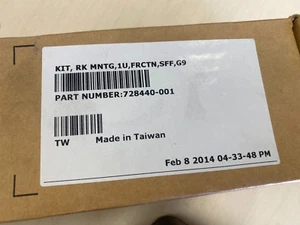 KIT, RK MNTG,1U,FRCTN,SFF,G9
PART NUMBER:728440-001
TW Made in Taiwan
Feb 8 2014 04-33-48 PM